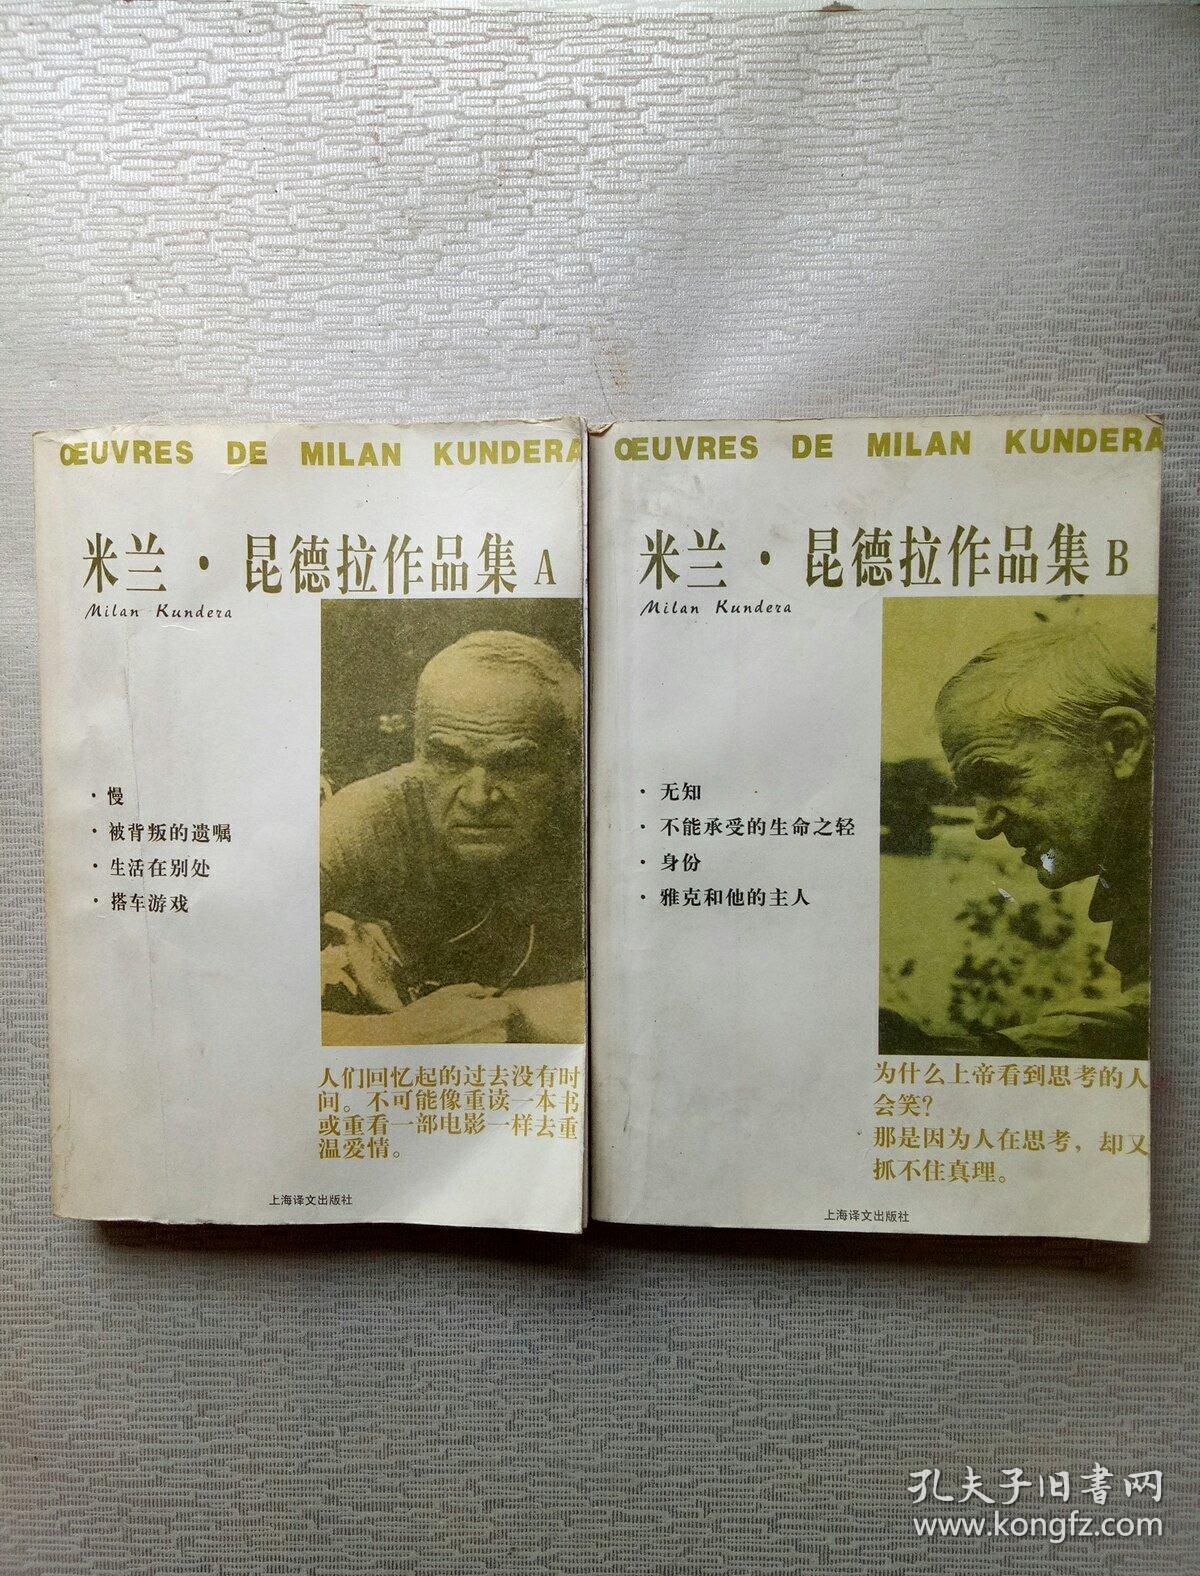 ŒUVRES DE MILAN KUNDERA
米兰·昆德拉作品集 A
Milan Kundera
·慢
·被背叛的遗嘱
·生活在别处
·搭车游戏
人们回忆起的过去没有时
间。不可能像重读一本书
或重看一部电影一样去重
温爱情。
上海译文出版社
ŒUVRES DE MILAN KUNDERA
米兰·昆德拉作品集 B
Milan Kundera
·无知
·不能承受的生命之轻
·身份
·雅克和他的主人
为什么上帝看到思考的人
会笑?
那是因为人在思考,却又
抓不住真理。
上海译文出版社
孔夫子旧书网
www.kongfz.com